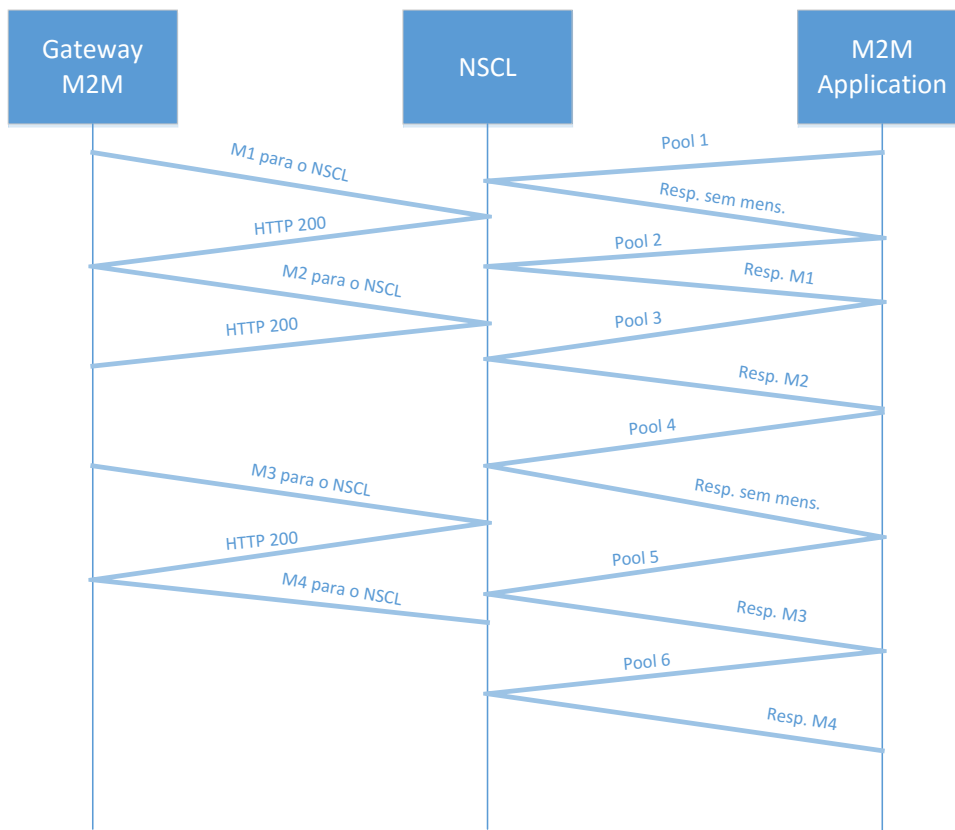 Gateway
M2M
NSCL
M2M
Application
Pool 1
M1 para o NSCL
Resp. sem mens.
HTTP 200
Pool 2
M2 para o NSCL
Resp. M1
HTTP 200
Pool 3
Resp. M2
Pool 4
M3 para o NSCL
Resp. sem mens.
HTTP 200
Pool 5
M4 para o NSCL
Resp. M3
Pool 6
Resp. M4